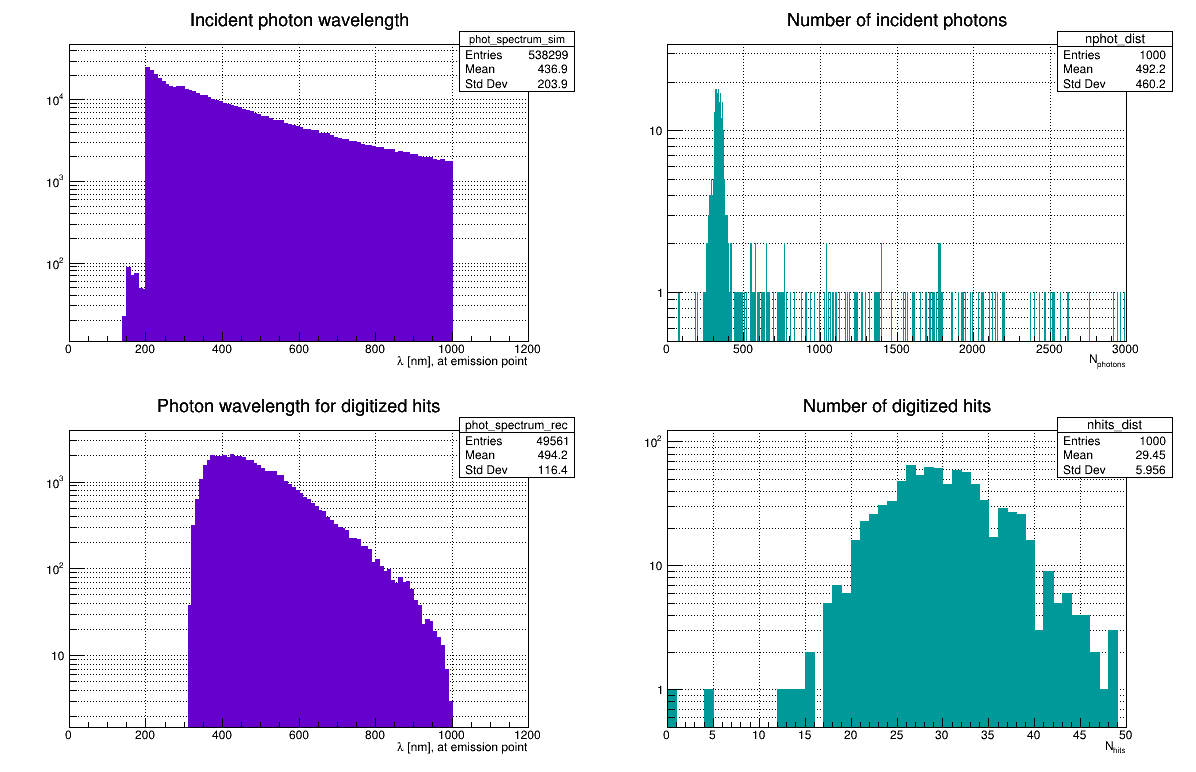 Incident photon wavelength
phot_spectrum_sim
Entries 538299
Mean 436.9
Std Dev 203.9
10^4
10^3
10^2
0 200 400 600 800 1000 1200
λ [nm], at emission point
Number of incident photons
nphot_dist
Entries 1000
Mean 492.2
Std Dev 460.2
10
1
0 500 1000 1500 2000 2500 3000
N_photons
Photon wavelength for digitized hits
phot_spectrum_rec
Entries 49561
Mean 494.2
Std Dev 116.4
10^3
10^2
10
0 200 400 600 800 1000 1200
λ [nm], at emission point
Number of digitized hits
nhits_dist
Entries 1000
Mean 29.45
Std Dev 5.956
10^2
10
1
0 5 10 15 20 25 30 35 40 45 50
N_hits